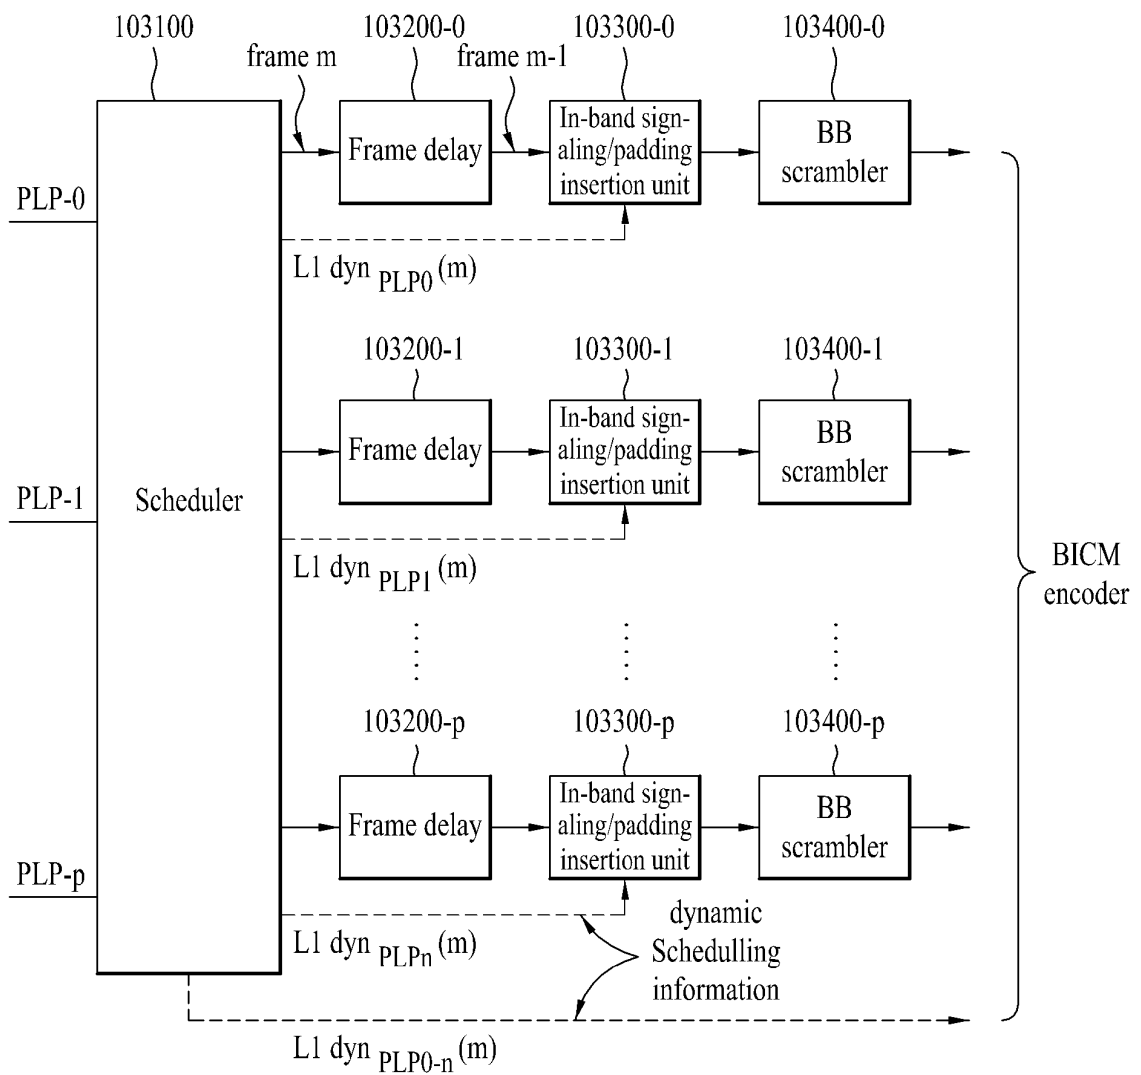 103100
103200-0
103300-0
103400-0
frame m
frame m-1
PLP-0
Frame delay
In-band sign-
aling/padding
insertion unit
BB
scrambler
L1 dyn PLP0 (m)
103200-1
103300-1
103400-1
PLP-1
Scheduler
Frame delay
In-band sign-
aling/padding
insertion unit
BB
scrambler
L1 dyn PLP1 (m)
BICM
encoder
103200-p
103300-p
103400-p
PLP-p
Frame delay
In-band sign-
aling/padding
insertion unit
BB
scrambler
L1 dyn PLPn (m)
dynamic
Schedulling
information
L1 dyn PLP0-n (m)